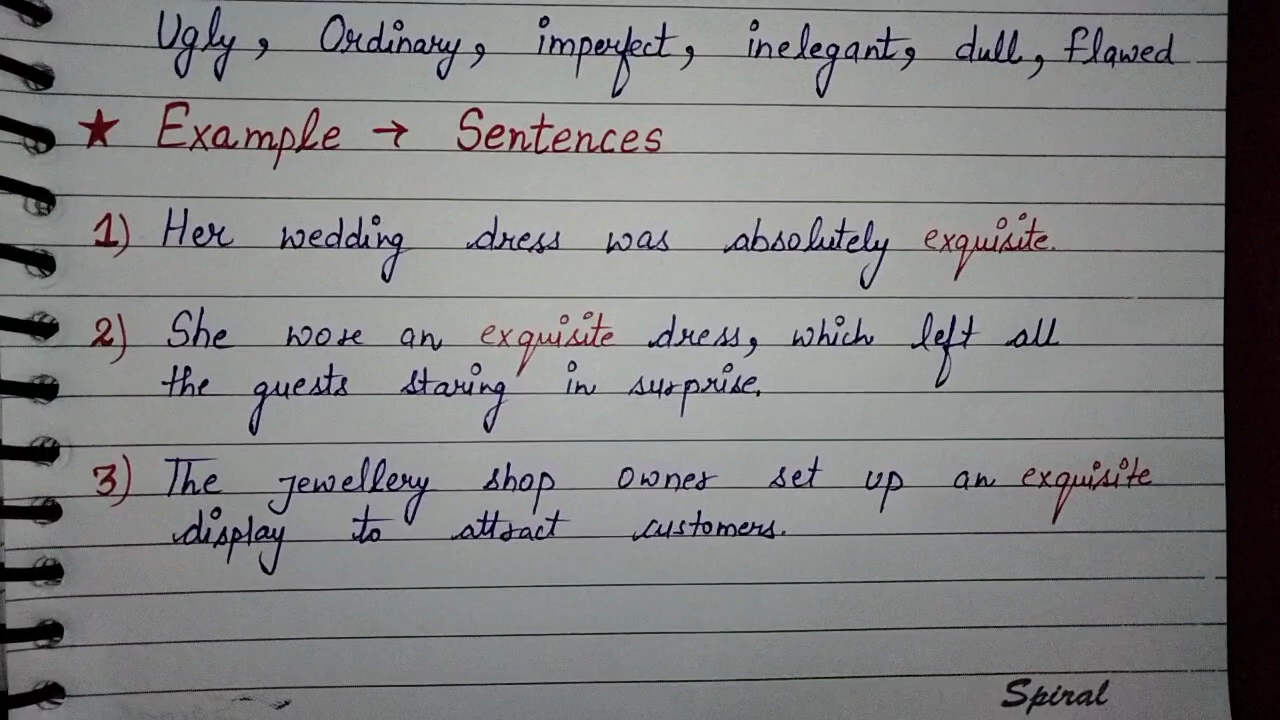 Ugly, Ordinary, imperfect, inelegant, dull, flawed
★ Example → Sentences
1) Her wedding dress was absolutely exquisite.
2) She wore an exquisite dress, which left all
the guests staring in surprise.
3) The jewellery shop owner set up an exquisite
display to attract customers.
Spiral